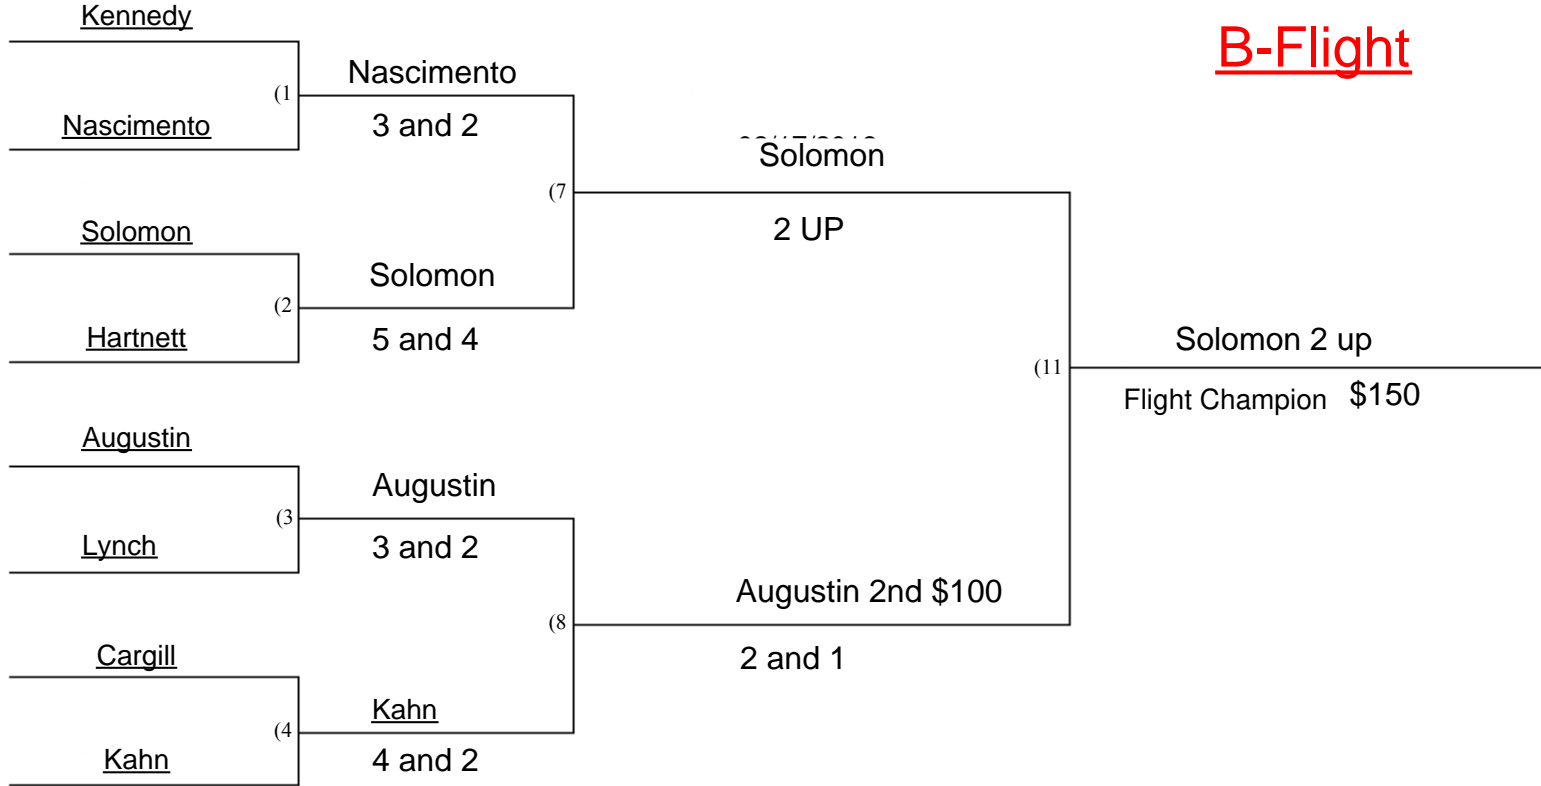 Kennedy
B-Flight
(1
Nascimento
Nascimento
3 and 2
Solomon
(7
2 UP
Solomon
(2
Solomon
Hartnett
5 and 4
Solomon 2 up
(11
Flight Champion $150
Augustin
(3
Augustin
Lynch
3 and 2
Augustin 2nd $100
(8
2 and 1
Cargill
(4
Kahn
Kahn
4 and 2